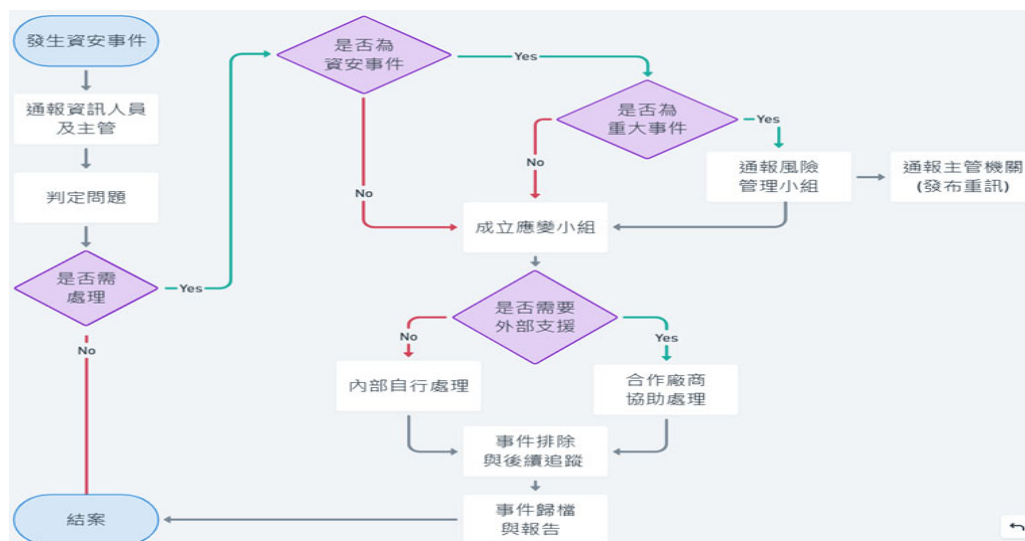 發生資安事件
通報資訊人員
及主管
判定問題
是否需
處理
Yes
No
是否為
資安事件
Yes
No
是否為
重大事件
Yes
No
通報風險
管理小組
通報主管機關
(發布重訊)
成立應變小組
是否需要
外部支援
No
Yes
內部自行處理
合作廠商
協助處理
事件排除
與後續追蹤
事件歸檔
與報告
結案